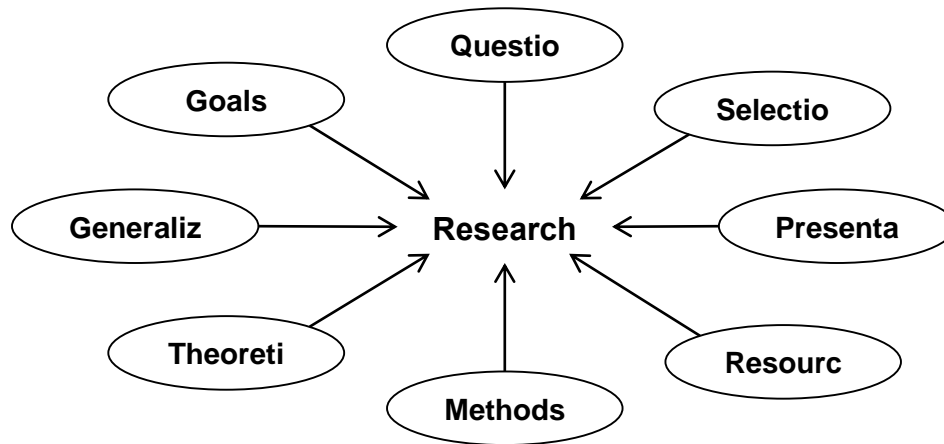 Questio
Goals
Selectio
Generaliz
Research
Presenta
Theoreti
Resourc
Methods